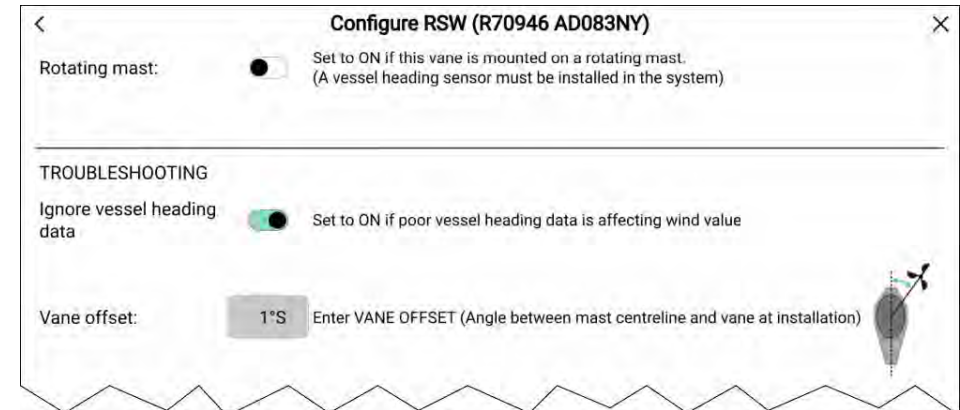 Configure RSW (R70946 AD083NY)
Rotating mast:
Set to ON if this vane is mounted on a rotating mast.
(A vessel heading sensor must be installed in the system)
TROUBLESHOOTING
Ignore vessel heading
data
Set to ON if poor vessel heading data is affecting wind value
Vane offset:
1°S
Enter VANE OFFSET (Angle between mast centreline and vane at installation)